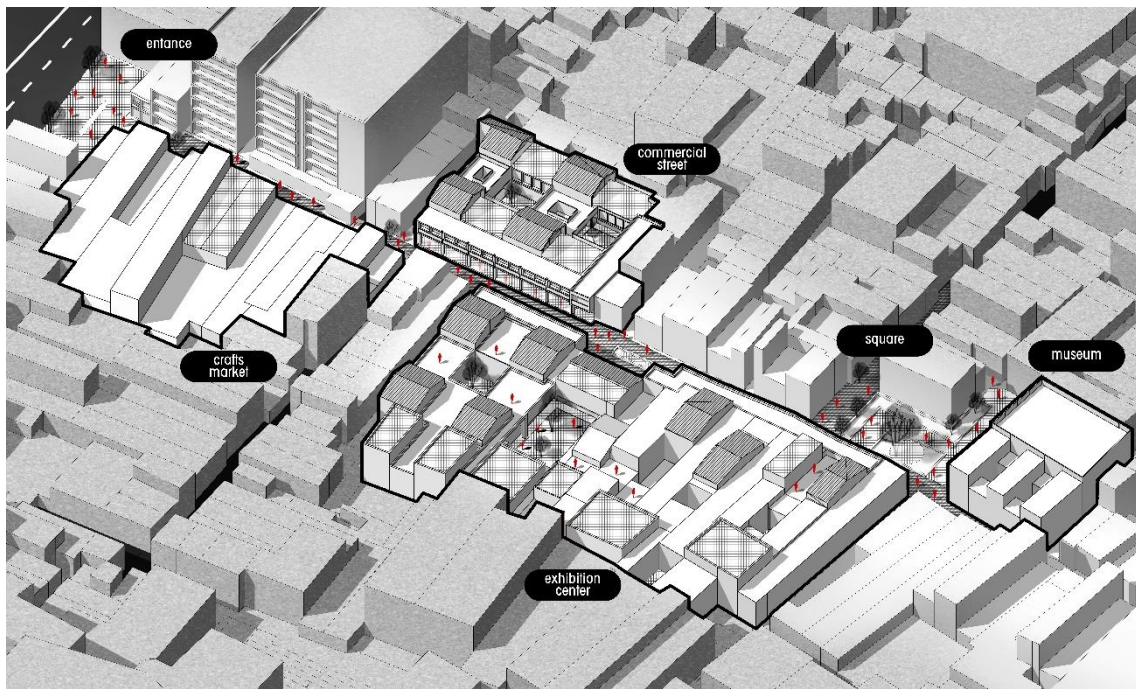 entance
commercial
street
square
museum
crafts
market
exhibition
center